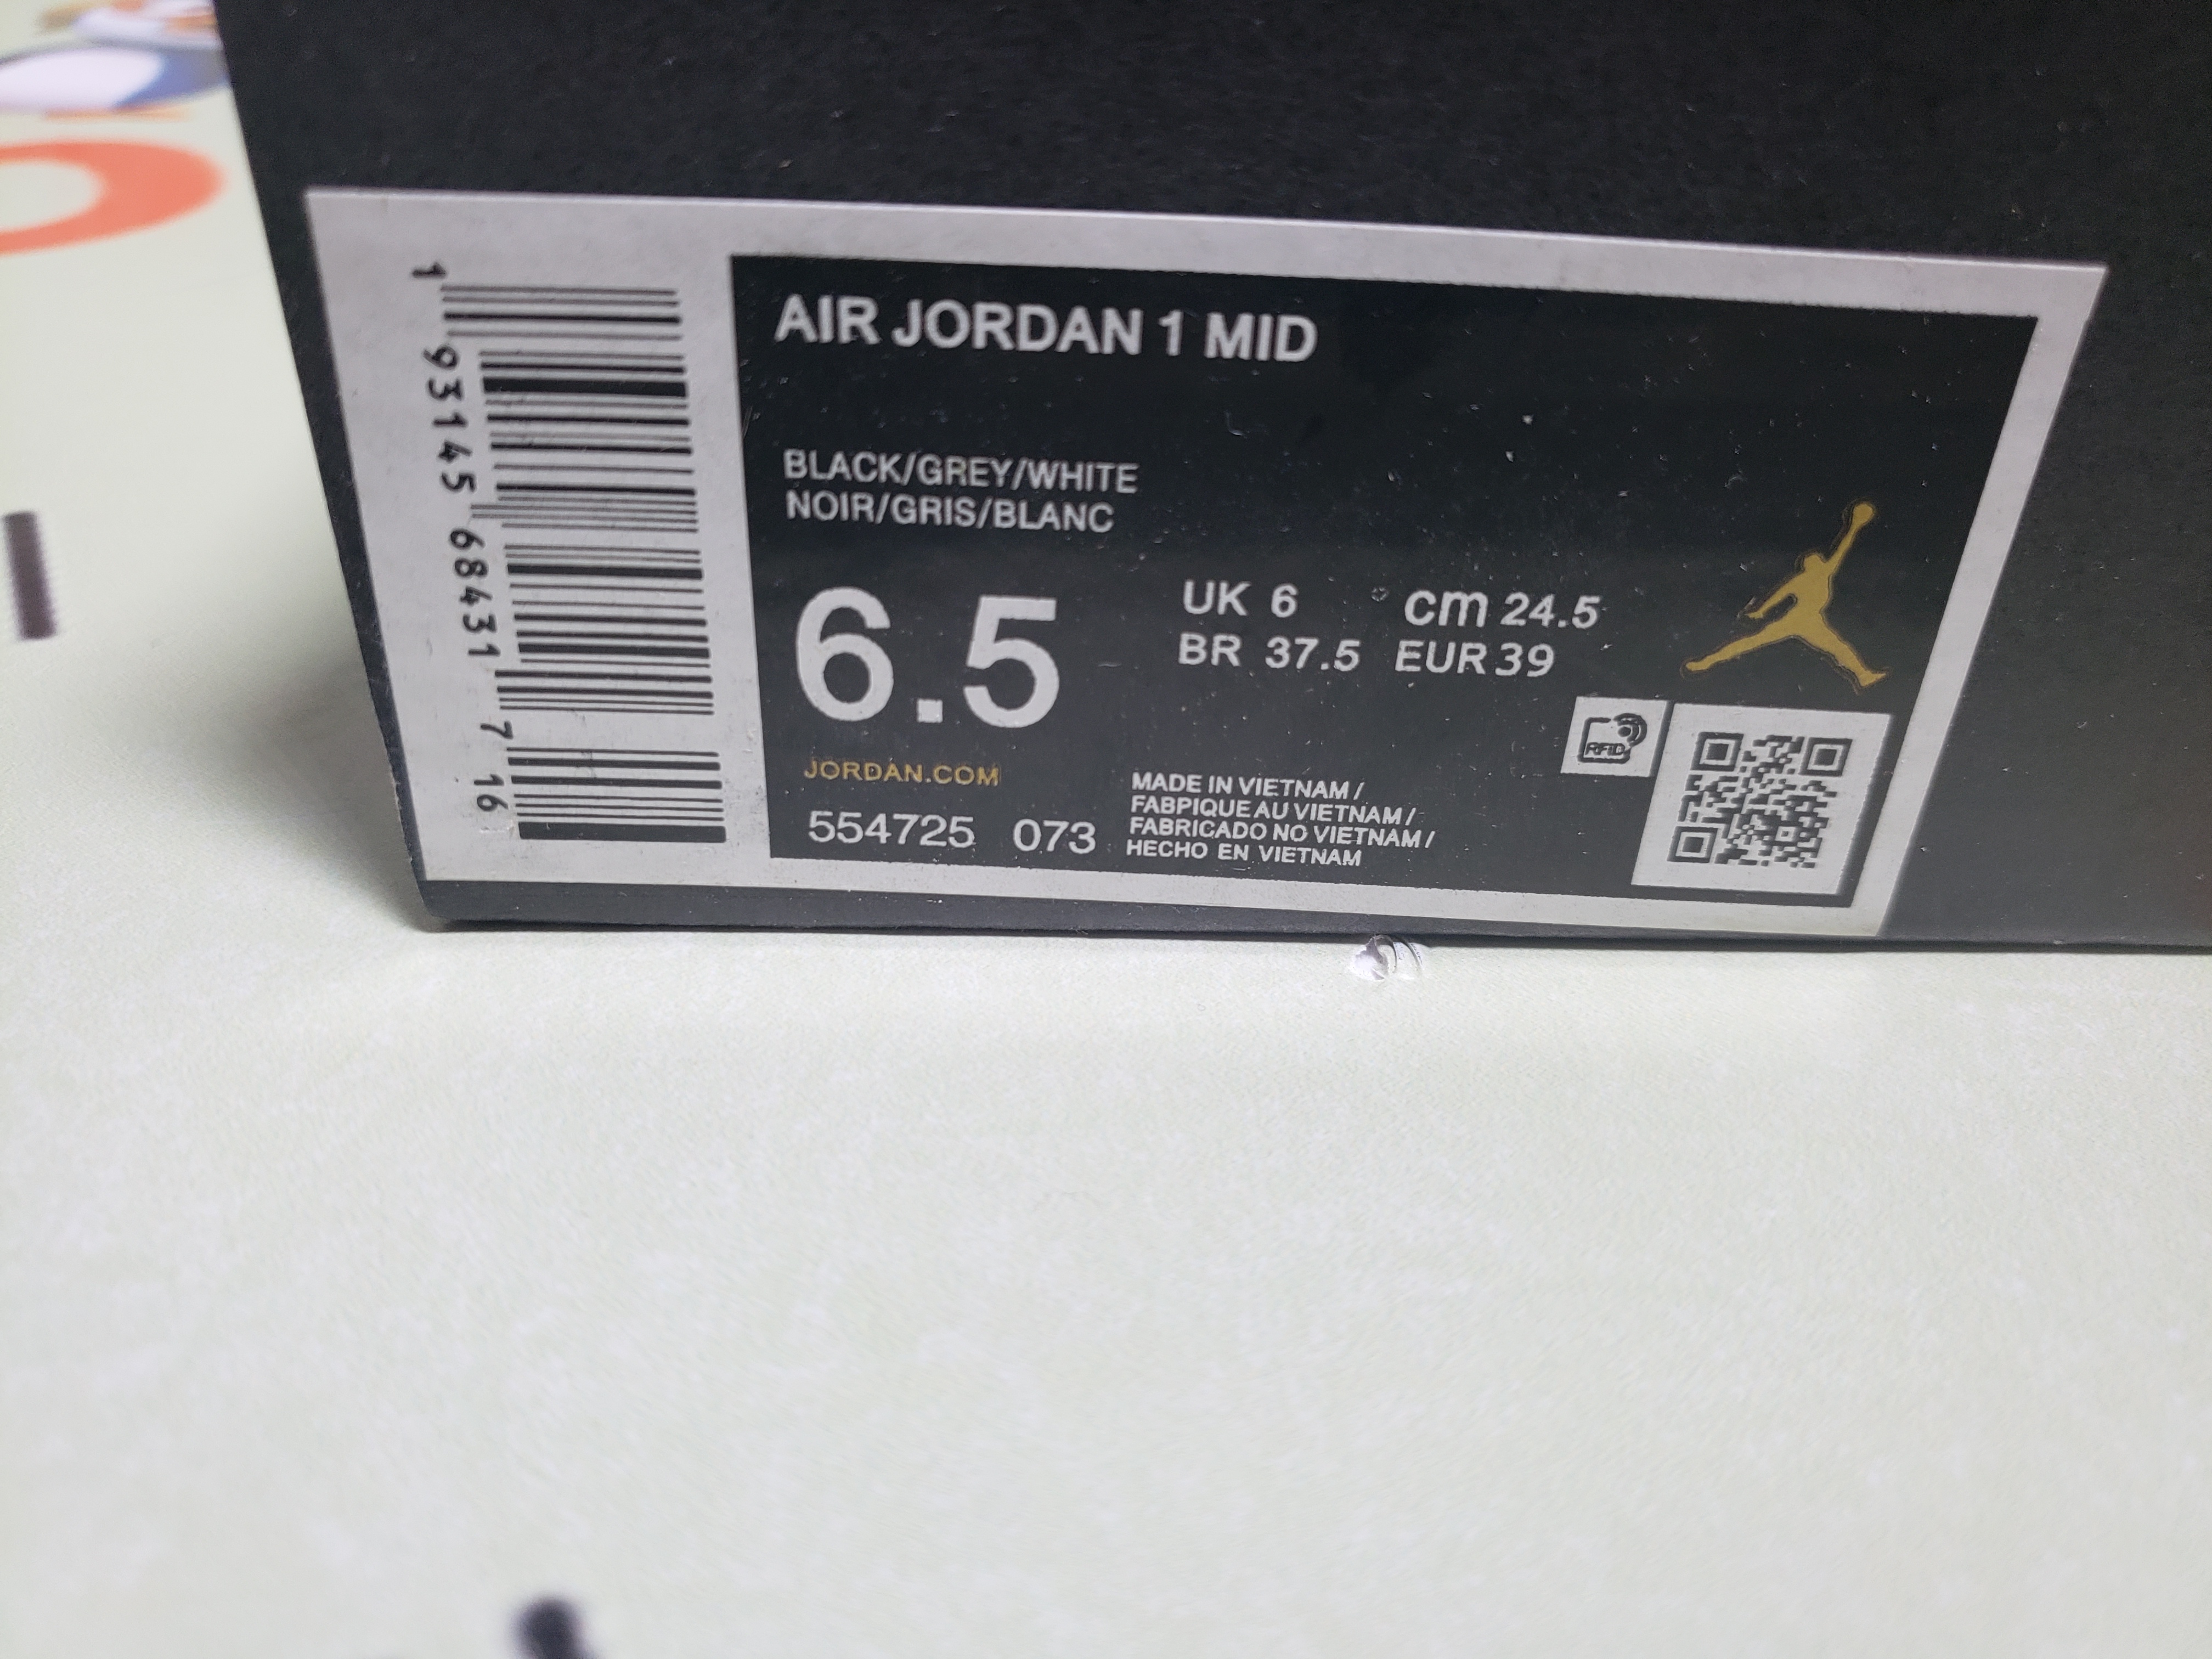 AIR JORDAN 1 MID
BLACK/GREY/WHITE
NOIR/GRIS/BLANC
6.5
UK 6 cm 24.5
BR 37.5 EUR 39
JORDAN.COM
554725 073
MADE IN VIETNAM /
FABPIQUE AU VIETNAM /
FABRICADO NO VIETNAM /
HECHO EN VIETNAM
RFID
1 93145 68431 7 16